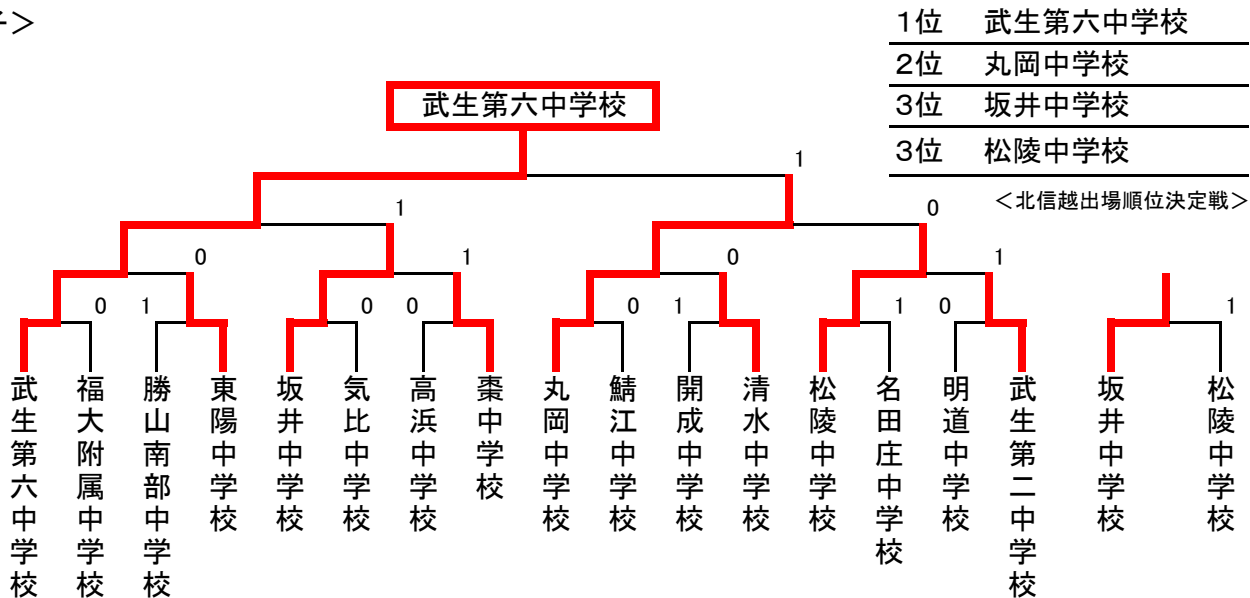 子＞
1位 武生第六中学校
2位 丸岡中学校
3位 坂井中学校
3位 松陵中学校
＜北信越出場順位決定戦＞
武生第六中学校
1
1 0
0 1 0 1
0 1 0 0 0 1 1 0 1
武生第六中学校
福大附属中学校
勝山南部中学校
東陽中学校
坂井中学校
気比中学校
高浜中学校
棗中学校
丸岡中学校
鯖江中学校
開成中学校
清水中学校
松陵中学校
名田庄中学校
明道中学校
武生第二中学校
坂井中学校
松陵中学校